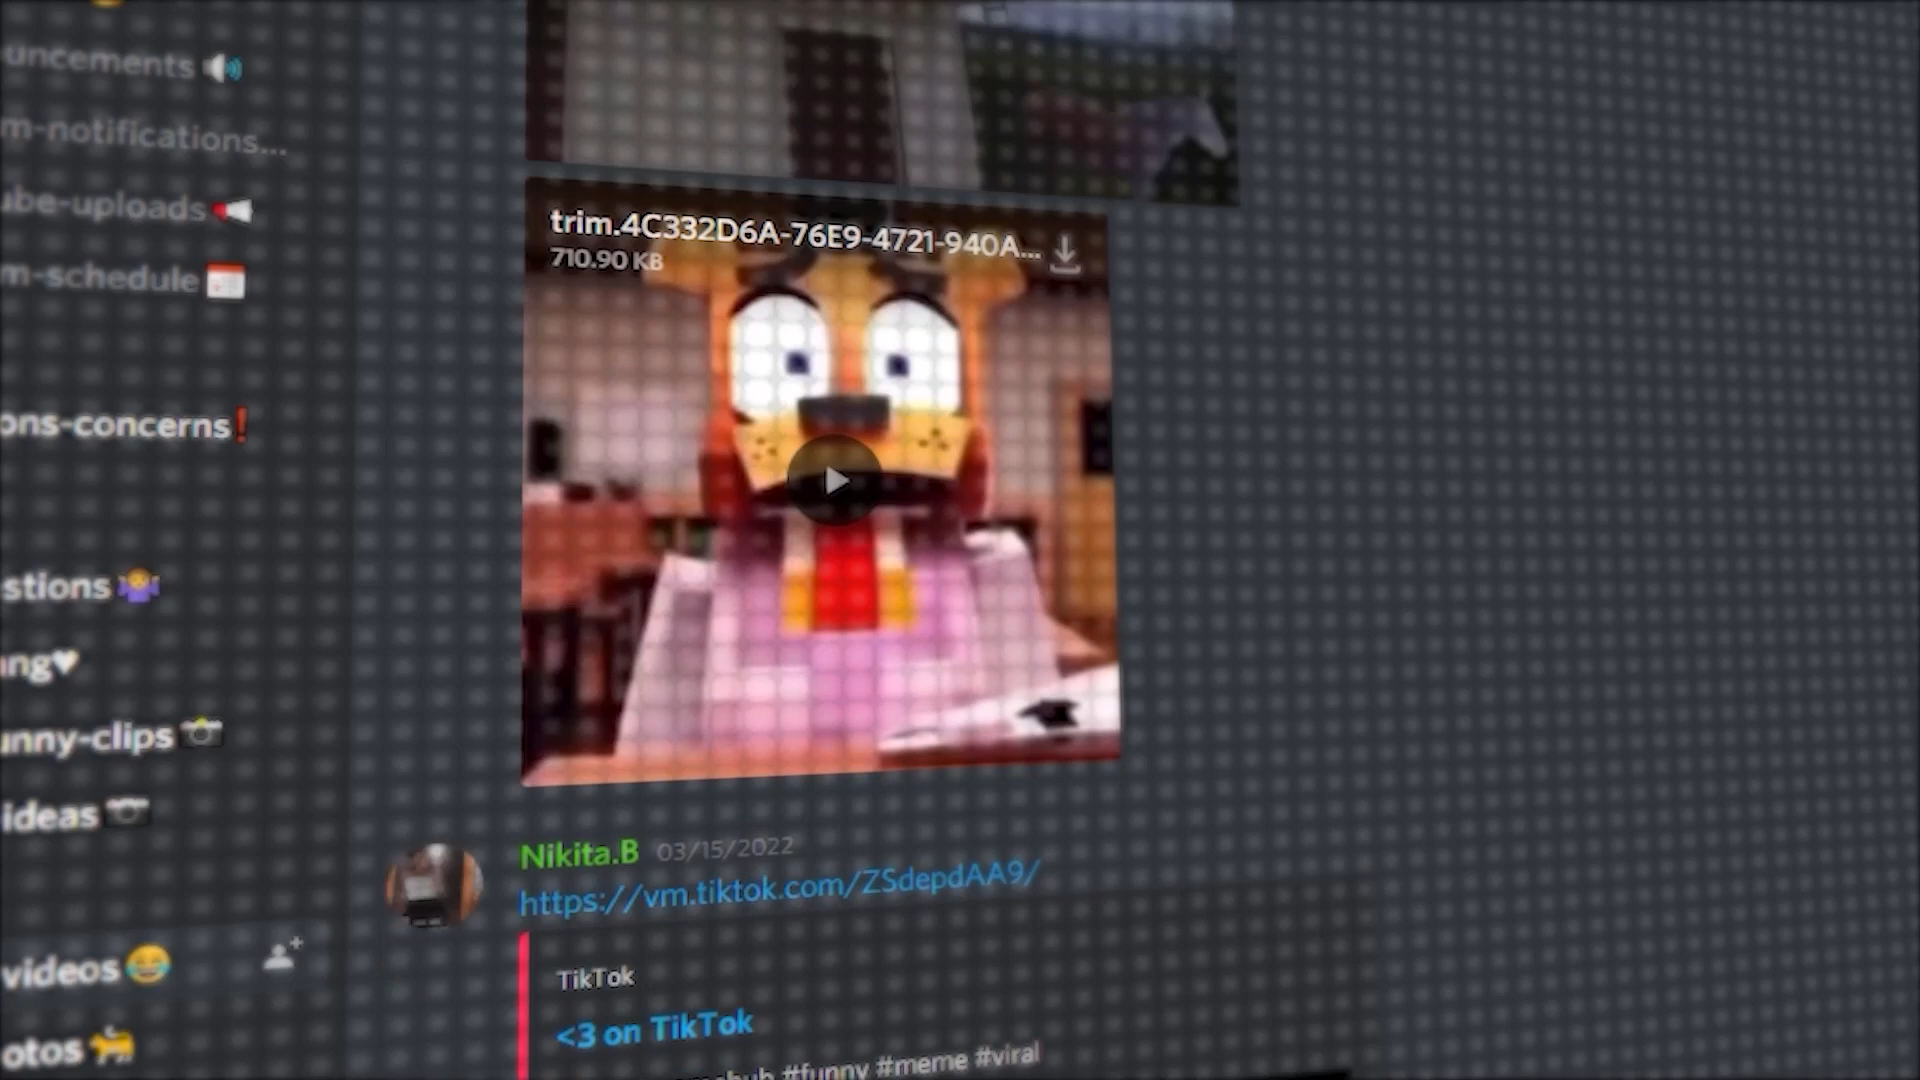 uncements
m-notifications...
ube-uploads
m-schedule
ons-concerns
stions
ng♥
unny-clips
ideas
videos
otos
trim.4C332D6A-76E9-4721-940A...
710.90 KB
Nikita.B 03/15/2022
https://vm.tiktok.com/ZSdepdAA9/
TikTok
<3 on TikTok
#funny #meme #viral